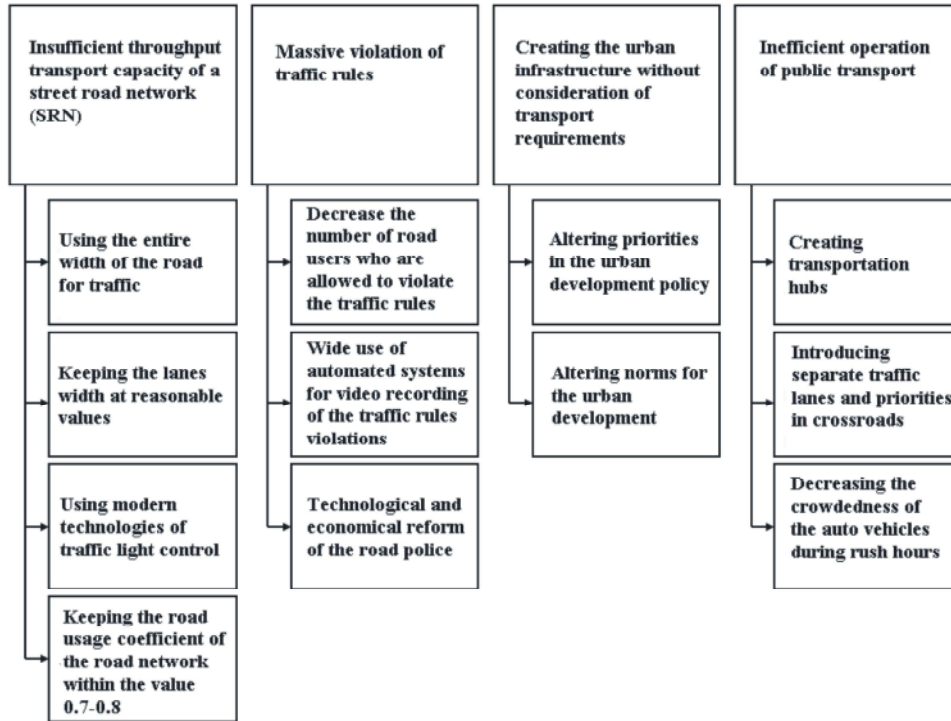 Insufficient throughput
transport capacity of a
street road network
(SRN)
Using the entire
width of the road
for traffic
Keeping the lanes
width at reasonable
values
Using modern
technologies of
traffic light control
Keeping the road
usage coefficient of
the road network
within the value
0.7-0.8
Massive violation of
traffic rules
Decrease the
number of road
users who are
allowed to violate
the traffic rules
Wide use of
automated systems
for video recording
of the traffic rules
violations
Technological and
economical reform
of the road police
Creating the urban
infrastructure without
consideration of
transport
requirements
Altering priorities
in the urban
development policy
Altering norms for
the urban
development
Inefficient operation
of public transport
Creating
transportation
hubs
Introducing
separate traffic
lanes and priorities
in crossroads
Decreasing the
crowdedness of
the auto vehicles
during rush hours